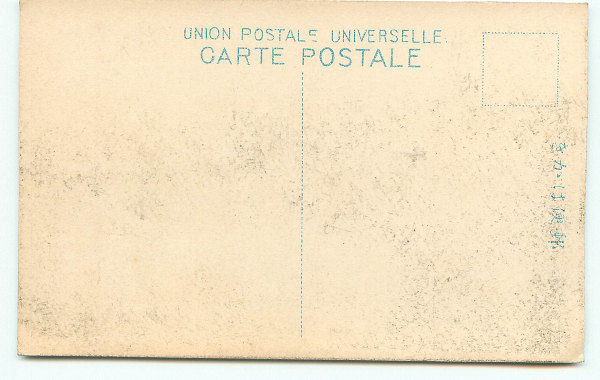 UNION POSTALE UNIVERSELLE.
CARTE POSTALE
郵便はかき